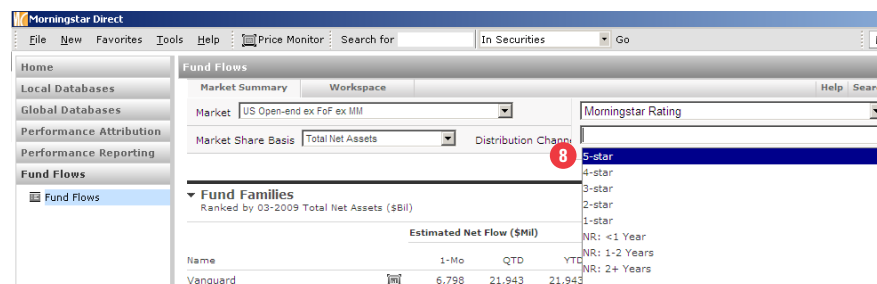 Morningstar Direct
File New Favorites Tools Help Price Monitor Search for In Securities Go
Home
Fund Flows
Local Databases
Market Summary Workspace Help
Global Databases
Market US Open-end ex FoF ex MM
Morningstar Rating
Performance Attribution
Market Share Basis Total Net Assets Distribution
Performance Reporting
8
5-star
4-star
3-star
2-star
1-star
NR: <1 Year
NR: 1-2 Years
NR: 2+ Years
Fund Flows
Fund Flows
Fund Families
Ranked by 03-2009 Total Net Assets ($Bil)
Estimated Net Flow ($Mil)
Name 1-Mo QTD YTD
Vanguard 6,798 21,943 21,943